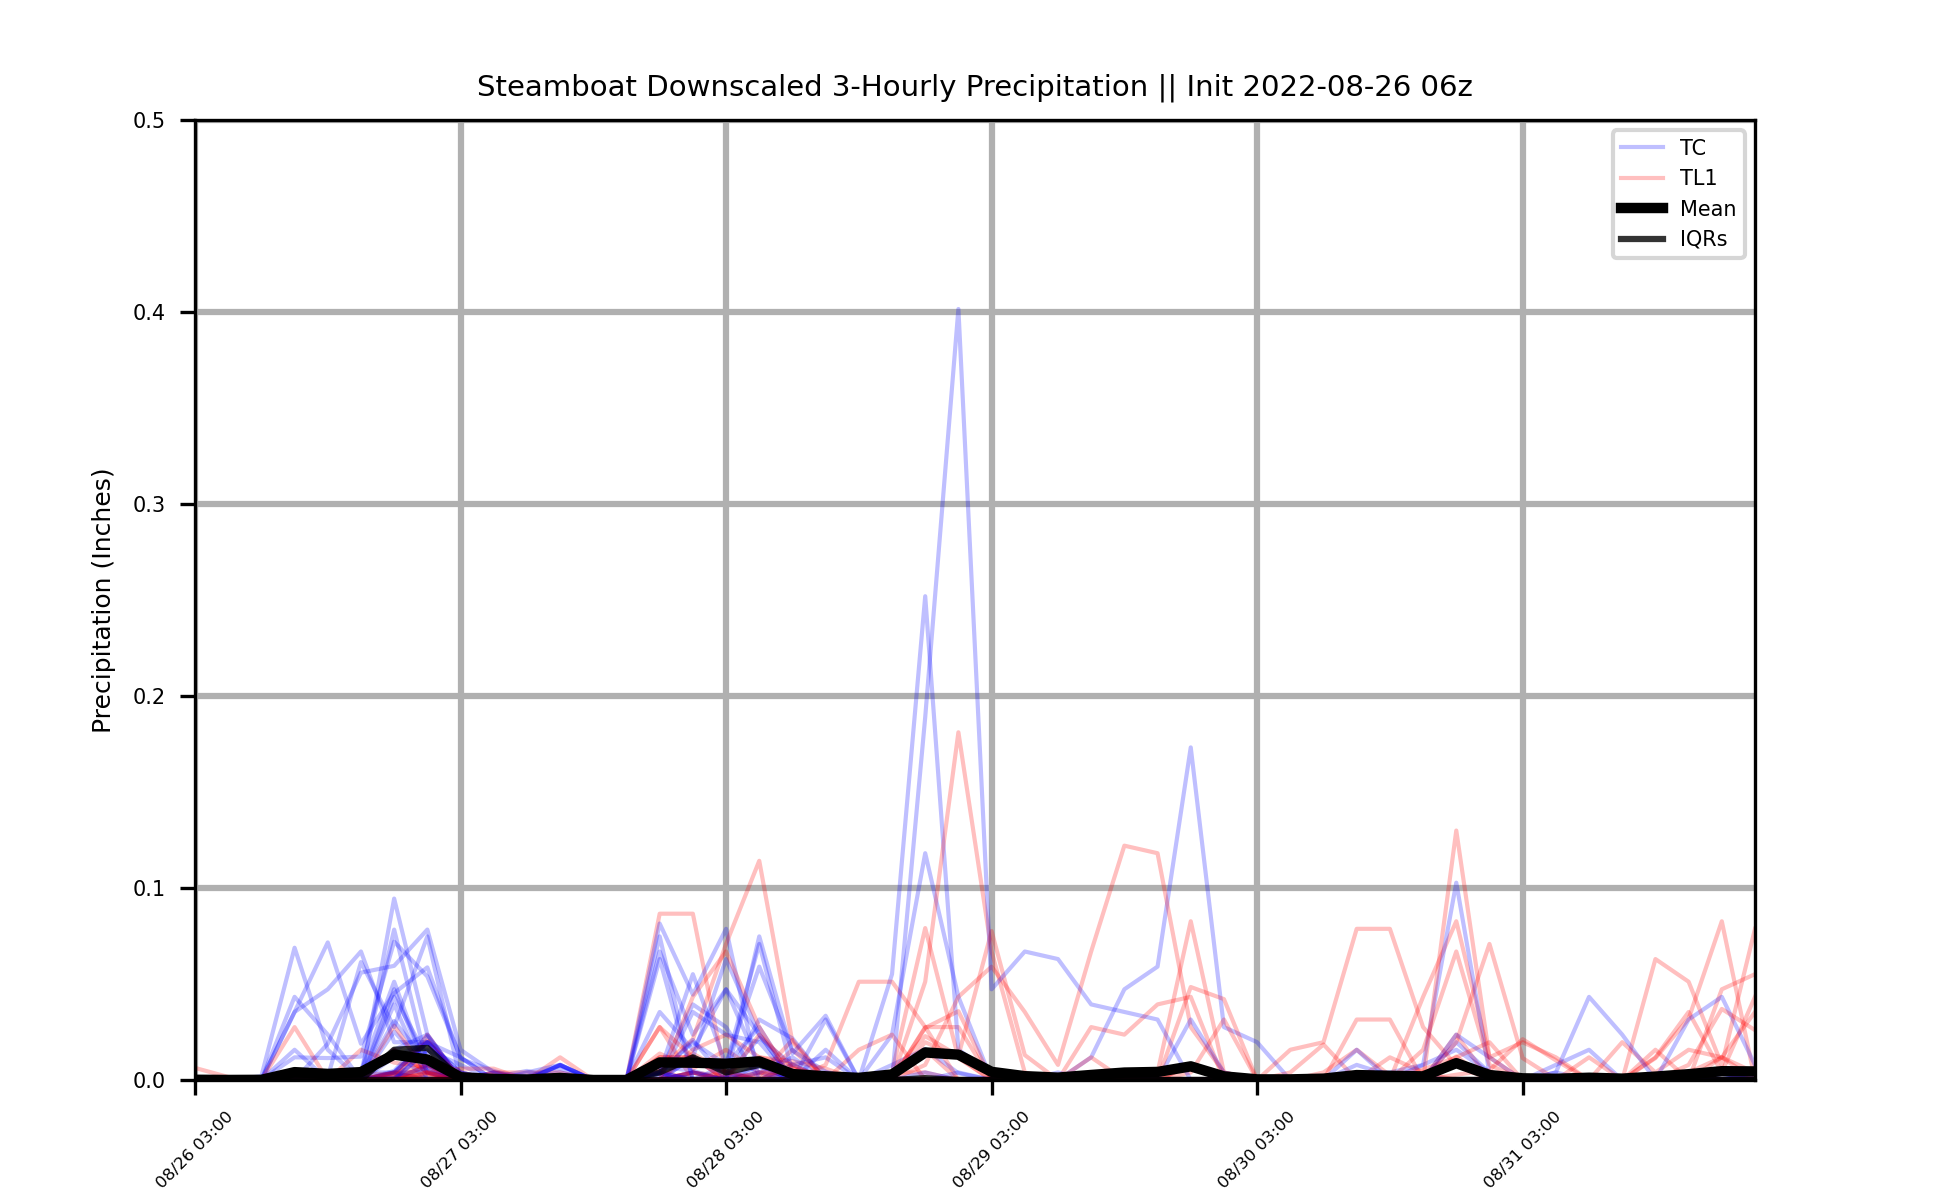 Steamboat Downscaled 3-Hourly Precipitation || Init 2022-08-26 06z
0.5
0.4
0.3
0.2
0.1
0.0
Precipitation (Inches)
TC
TL1
Mean
IQRs
08/26 03:00
08/27 03:00
08/28 03:00
08/29 03:00
08/30 03:00
08/31 03:00